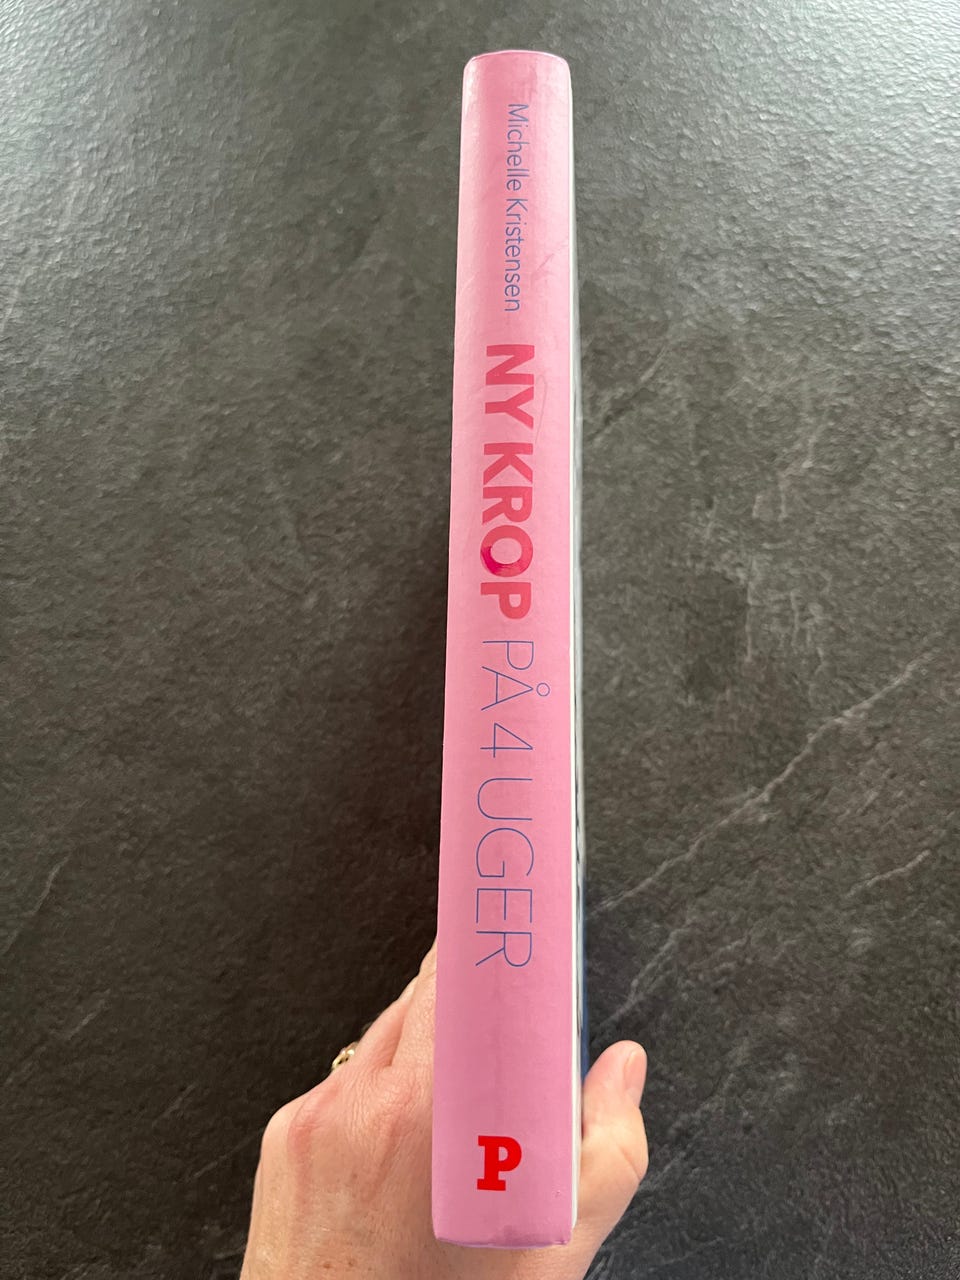 Michelle Kristensen
NY KROP PÅ 4 UGER
P